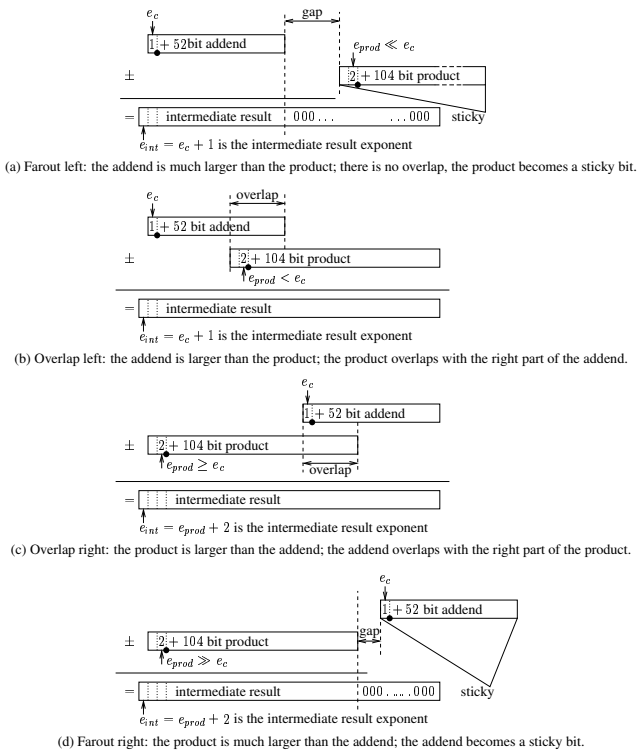 e_c gap
1 + 52bit addend e_prod ≪ e_c
± 2 + 104 bit product
= intermediate result 000... ...000 sticky
e_int = e_c + 1 is the intermediate result exponent
(a) Farout left: the addend is much larger than the product; there is no overlap, the product becomes a sticky bit.
e_c overlap
1 + 52 bit addend
± 2 + 104 bit product
e_prod < e_c
= intermediate result
e_int = e_c + 1 is the intermediate result exponent
(b) Overlap left: the addend is larger than the product; the product overlaps with the right part of the addend.
e_c
1 + 52 bit addend
± 2 + 104 bit product
e_prod ≥ e_c overlap
= intermediate result
e_int = e_prod + 2 is the intermediate result exponent
(c) Overlap right: the product is larger than the addend; the addend overlaps with the right part of the product.
e_c
1 + 52 bit addend
± 2 + 104 bit product gap
e_prod ≫ e_c
= intermediate result 000.....000 sticky
e_int = e_prod + 2 is the intermediate result exponent
(d) Farout right: the product is much larger than the addend; the addend becomes a sticky bit.